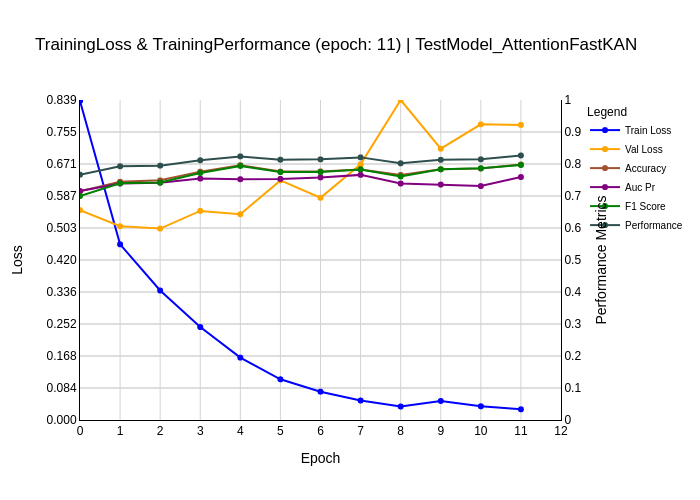 TrainingLoss & TrainingPerformance (epoch: 11) | TestModel_AttentionFastKAN
0.839
0.755
0.671
0.587
0.503
0.420
0.336
0.252
0.168
0.084
0.000
Loss
0 1 2 3 4 5 6 7 8 9 10 11 12
Epoch
1
0.9
0.8
0.7
0.6
0.5
0.4
0.3
0.2
0.1
0
Performance Metrics
Legend
Train Loss
Val Loss
Accuracy
Auc Pr
F1 Score
Performance